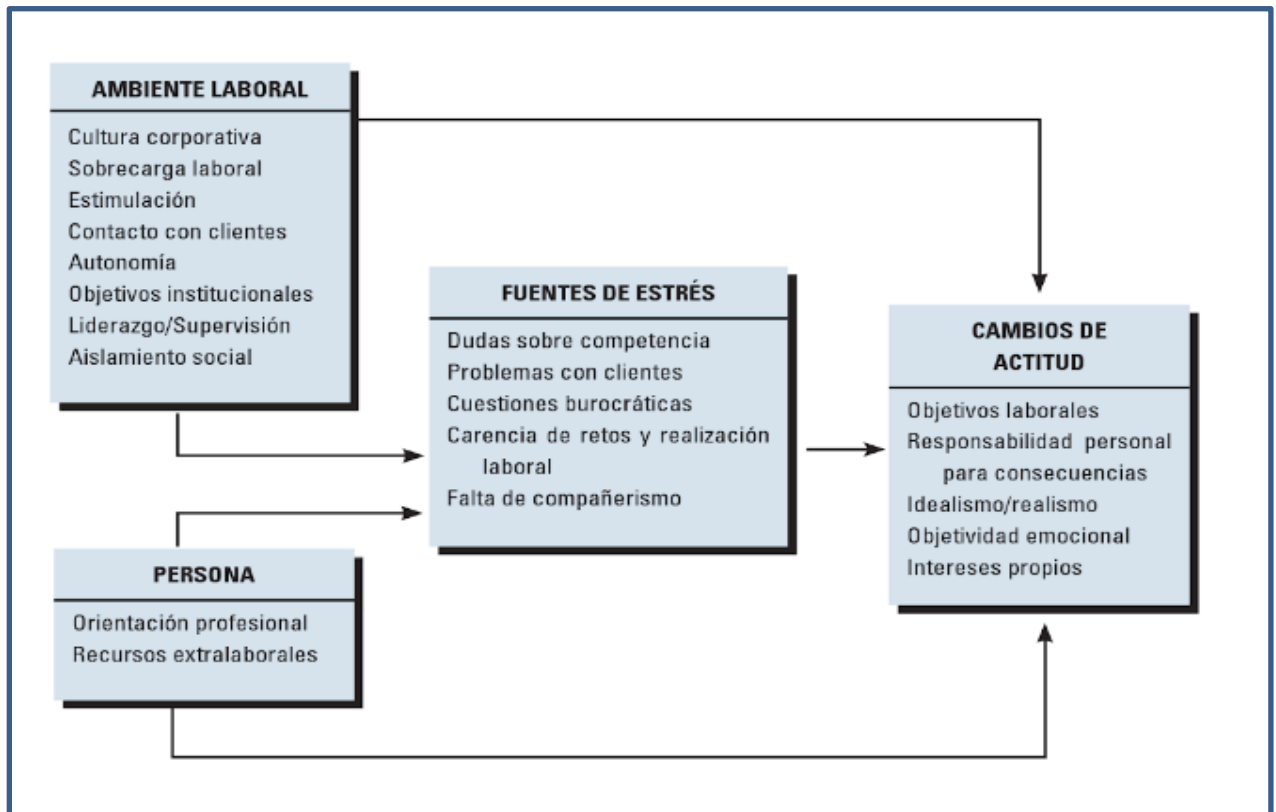 AMBIENTE LABORAL
Cultura corporativa
Sobrecarga laboral
Estimulación
Contacto con clientes
Autonomía
Objetivos institucionales
Liderazgo/Supervisión
Aislamiento social
FUENTES DE ESTRÉS
Dudas sobre competencia
Problemas con clientes
Cuestiones burocráticas
Carencia de retos y realización
laboral
Falta de compañerismo
CAMBIOS DE
ACTITUD
Objetivos laborales
Responsabilidad personal
para consecuencias
Idealismo/realismo
Objetividad emocional
Intereses propios
PERSONA
Orientación profesional
Recursos extralaborales